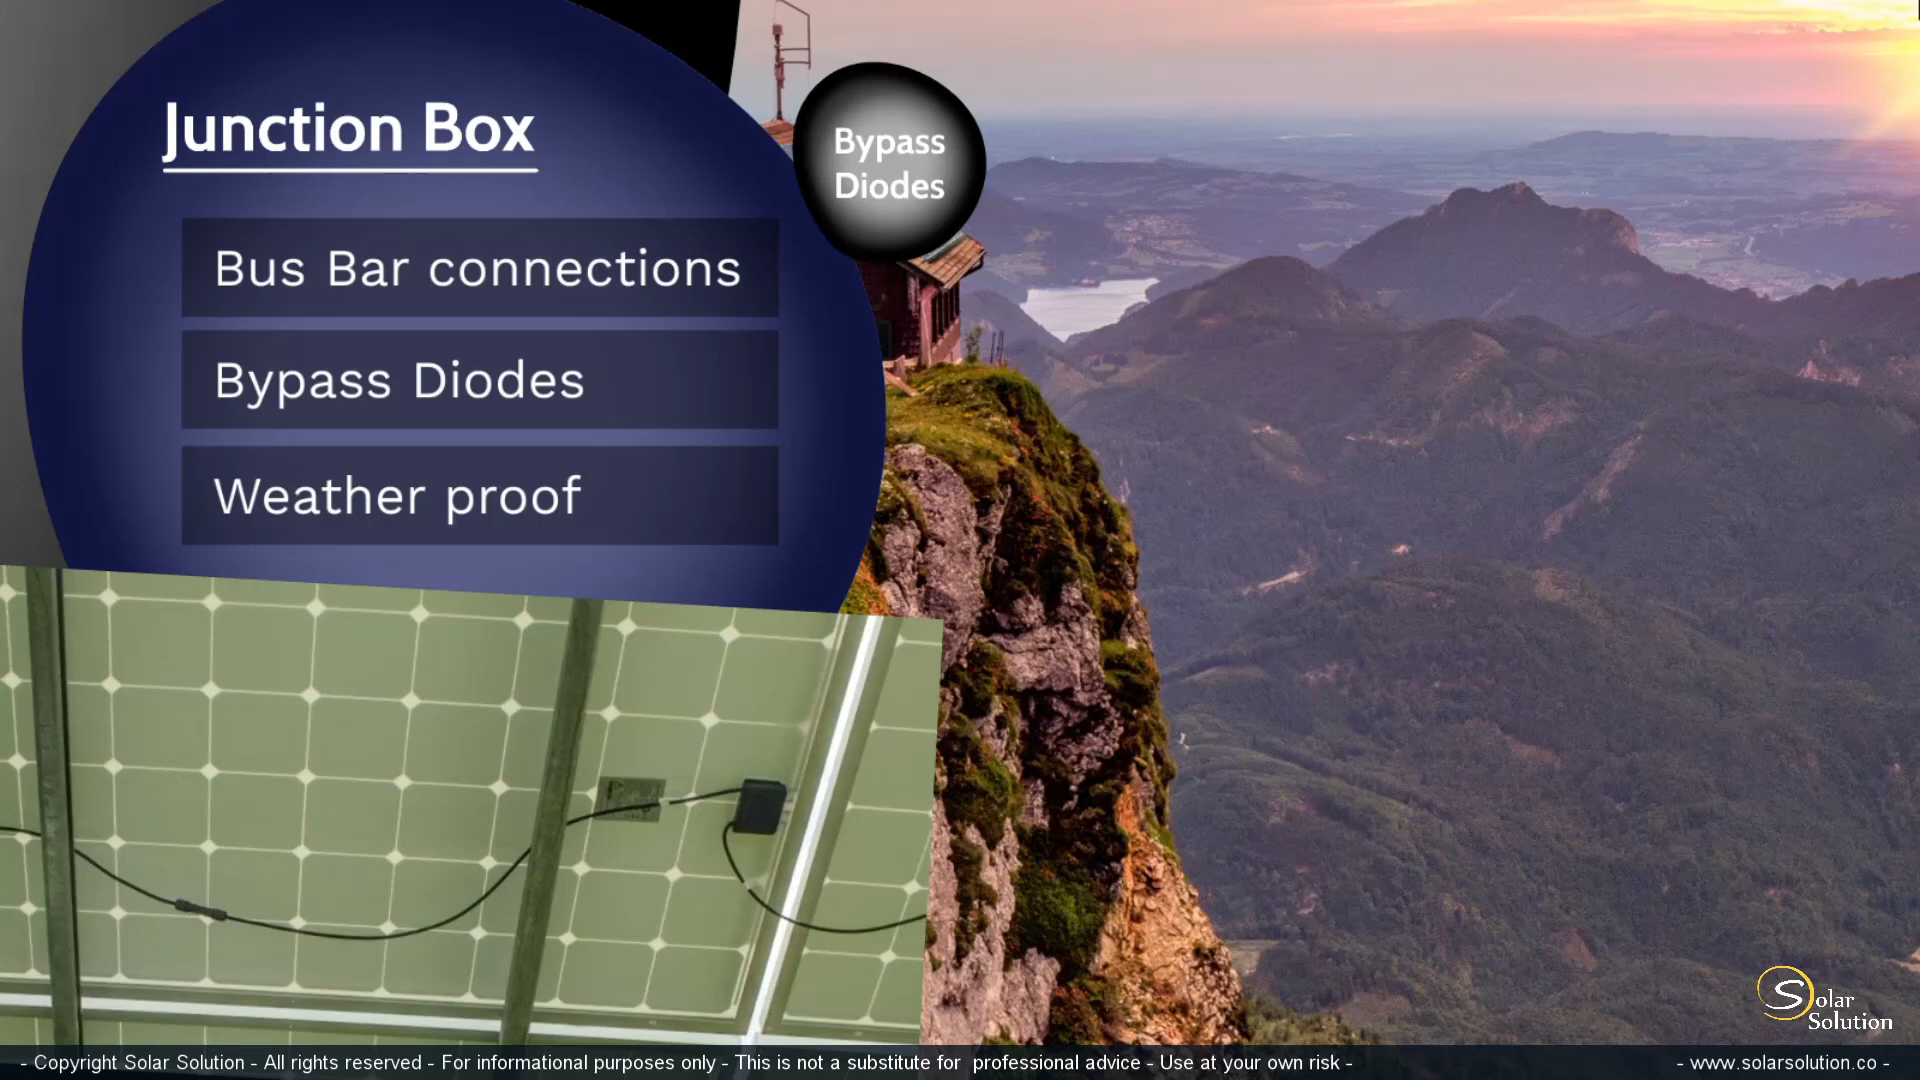 Junction Box
Bypass
Diodes
Bus Bar connections
Bypass Diodes
Weather proof
Solar
Solution
- Copyright Solar Solution - All rights reserved - For informational purposes only - This is not a substitute for professional advice - Use at your own risk -
- www.solarsolution.co -